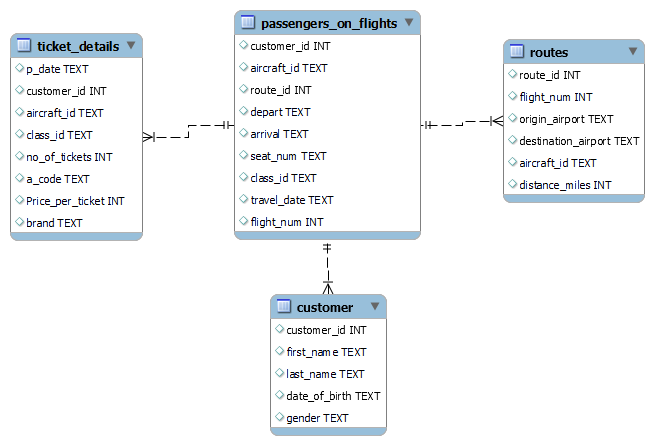 ticket_details
p_date TEXT
customer_id INT
aircraft_id TEXT
class_id TEXT
no_of_tickets INT
a_code TEXT
Price_per_ticket INT
brand TEXT
passengers_on_flights
customer_id INT
aircraft_id TEXT
route_id INT
depart TEXT
arrival TEXT
seat_num TEXT
class_id TEXT
travel_date TEXT
flight_num INT
routes
route_id INT
flight_num INT
origin_airport TEXT
destination_airport TEXT
aircraft_id TEXT
distance_miles INT
customer
customer_id INT
first_name TEXT
last_name TEXT
date_of_birth TEXT
gender TEXT